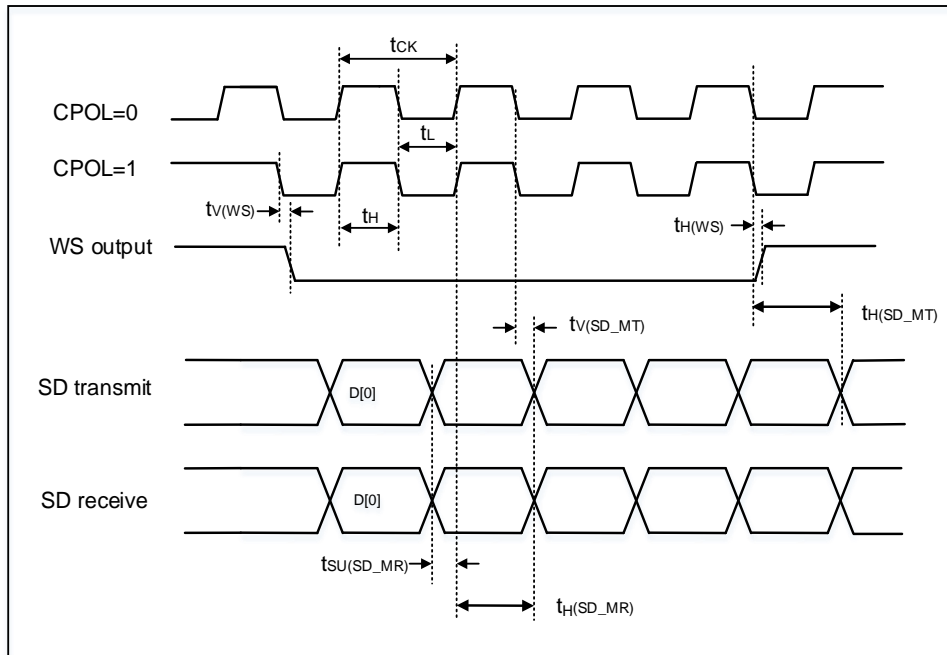 tCK
CPOL=0
tL
CPOL=1
tV(WS)
tH
tH(WS)
WS output
tV(SD_MT)
tH(SD_MT)
SD transmit
D[0]
SD receive
D[0]
tSU(SD_MR)
tH(SD_MR)